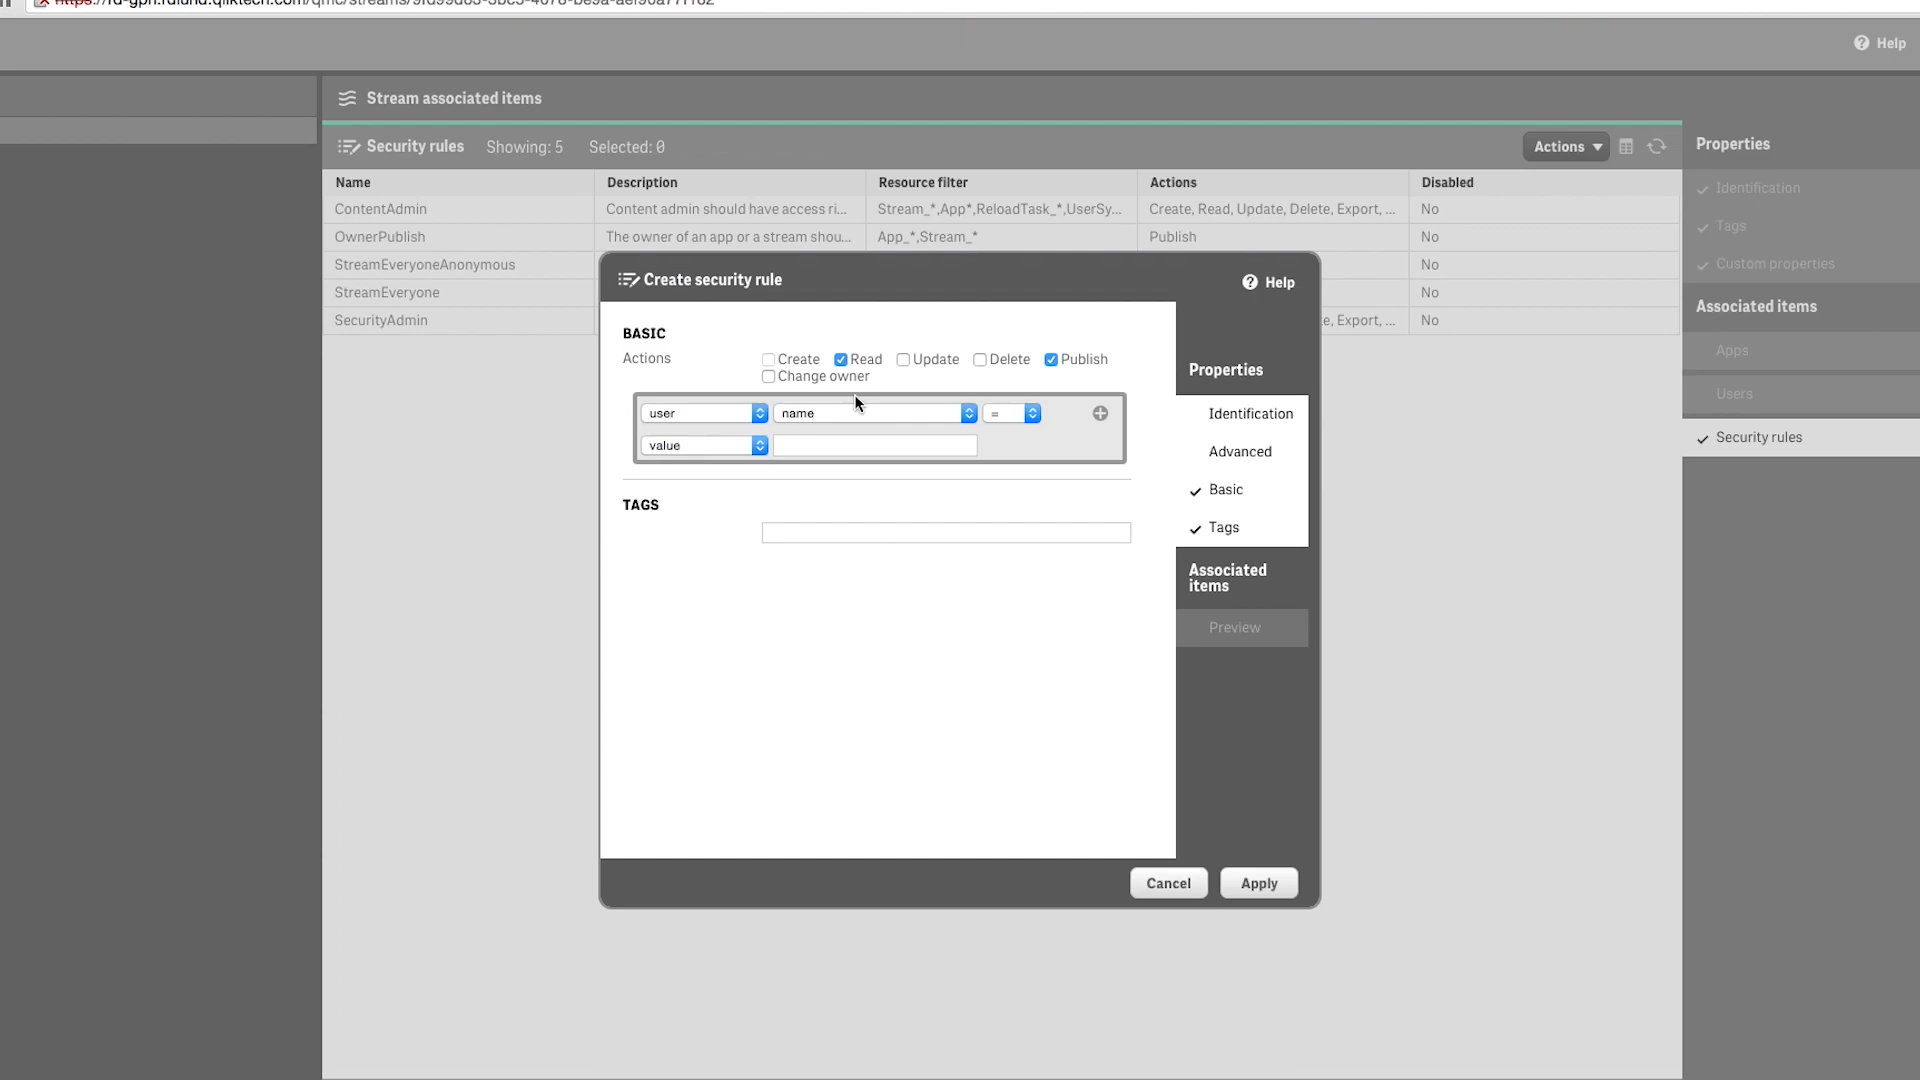 Help
Stream associated items
Security rules Showing: 5 Selected: 0 Actions
Name Description Resource filter Actions Disabled
ContentAdmin Content admin should have access ri... Stream_*,App*,ReloadTask_*,UserSy... Create, Read, Update, Delete, Export, ... No
OwnerPublish The owner of an app or a stream shou... App_*,Stream_* Publish No
StreamEveryoneAnonymous No
StreamEveryone No
SecurityAdmin te, Export, ... No
Properties
Identification
Tags
Custom properties
Associated items
Apps
Users
Security rules
Create security rule Help
BASIC
Actions Create Read Update Delete Publish
Change owner
user name =
value
TAGS
Properties
Identification
Advanced
Basic
Tags
Associated
items
Preview
Cancel Apply